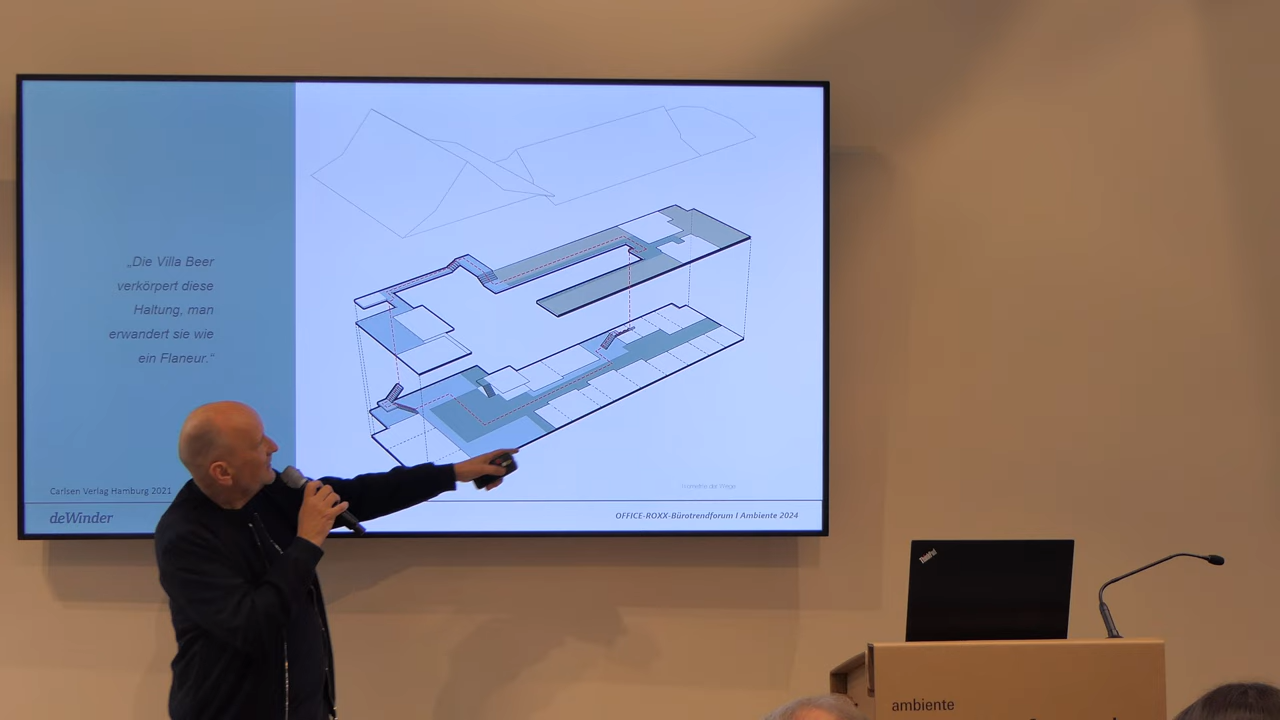 „Die Villa Beer
verkörpert diese
Haltung, man
erwandert sie wie
ein Flaneur.“
Carlsen Verlag Hamburg 2021
deWinder
OFFICE-ROXX-Bürotrendforum I Ambiente 2024
ThinkPad
ambiente